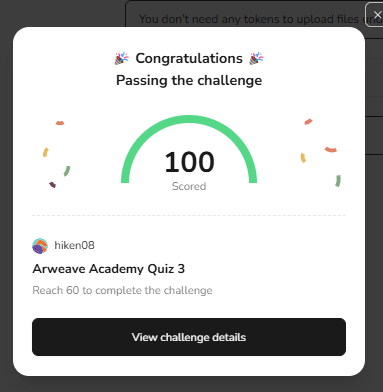 You don't need any tokens to upload files
Congratulations
Passing the challenge
100
Scored
hiken08
Arweave Academy Quiz 3
Reach 60 to complete the challenge
View challenge details